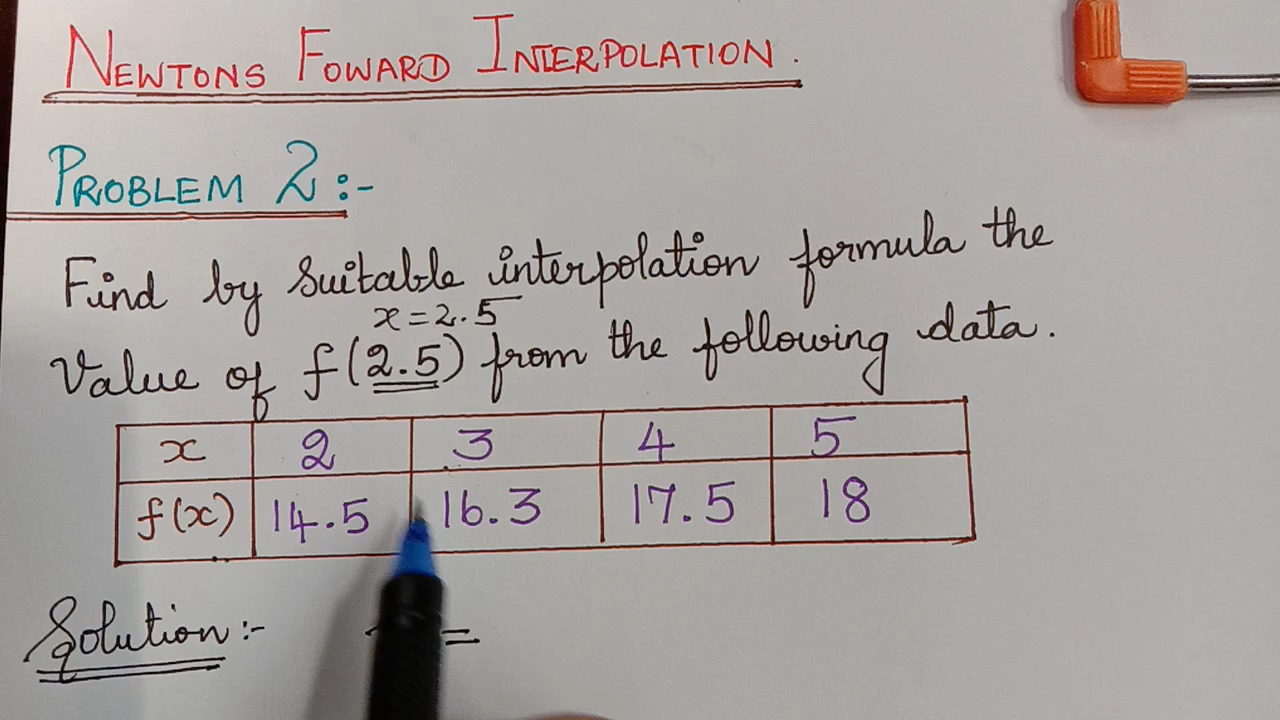 NEWTONS FOWARD INTERPOLATION.
PROBLEM 2:-
Find by suitable interpolation formula the
x=2.5
Value of f(2.5) from the following data.
x 2 3 4 5
f(x) 14.5 16.3 17.5 18
Solution:- =